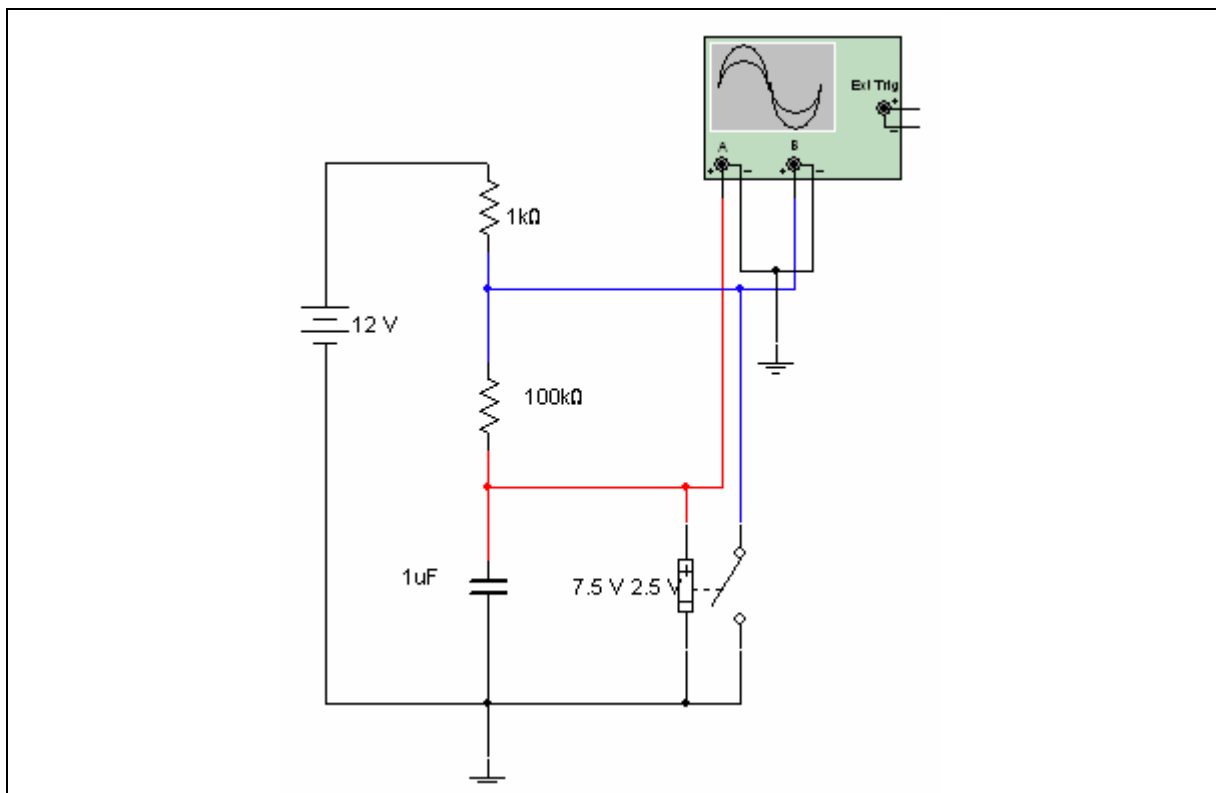 Ext Trig
+
−
A
B
+ − + −
1kΩ
12 V
100kΩ
1uF
7.5 V 2.5 V
+